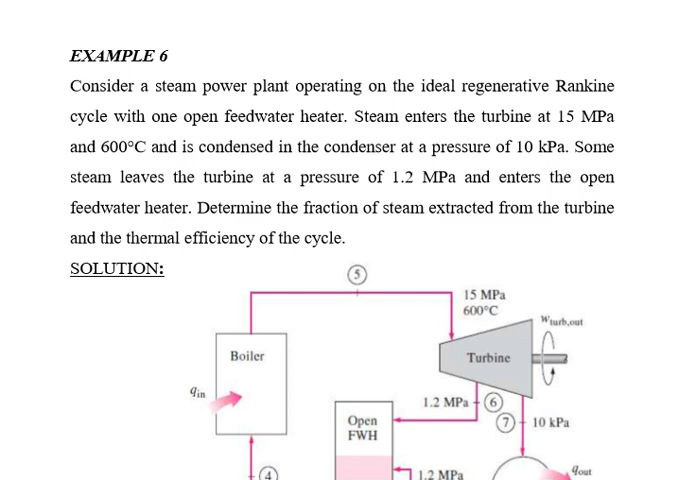 EXAMPLE 6
Consider a steam power plant operating on the ideal regenerative Rankine
cycle with one open feedwater heater. Steam enters the turbine at 15 MPa
and 600°C and is condensed in the condenser at a pressure of 10 kPa. Some
steam leaves the turbine at a pressure of 1.2 MPa and enters the open
feedwater heater. Determine the fraction of steam extracted from the turbine
and the thermal efficiency of the cycle.
SOLUTION:
5
15 MPa
600°C
wturb,out
Boiler
Turbine
qin
1.2 MPa
6
Open
FWH
7
10 kPa
4
1.2 MPa
qout